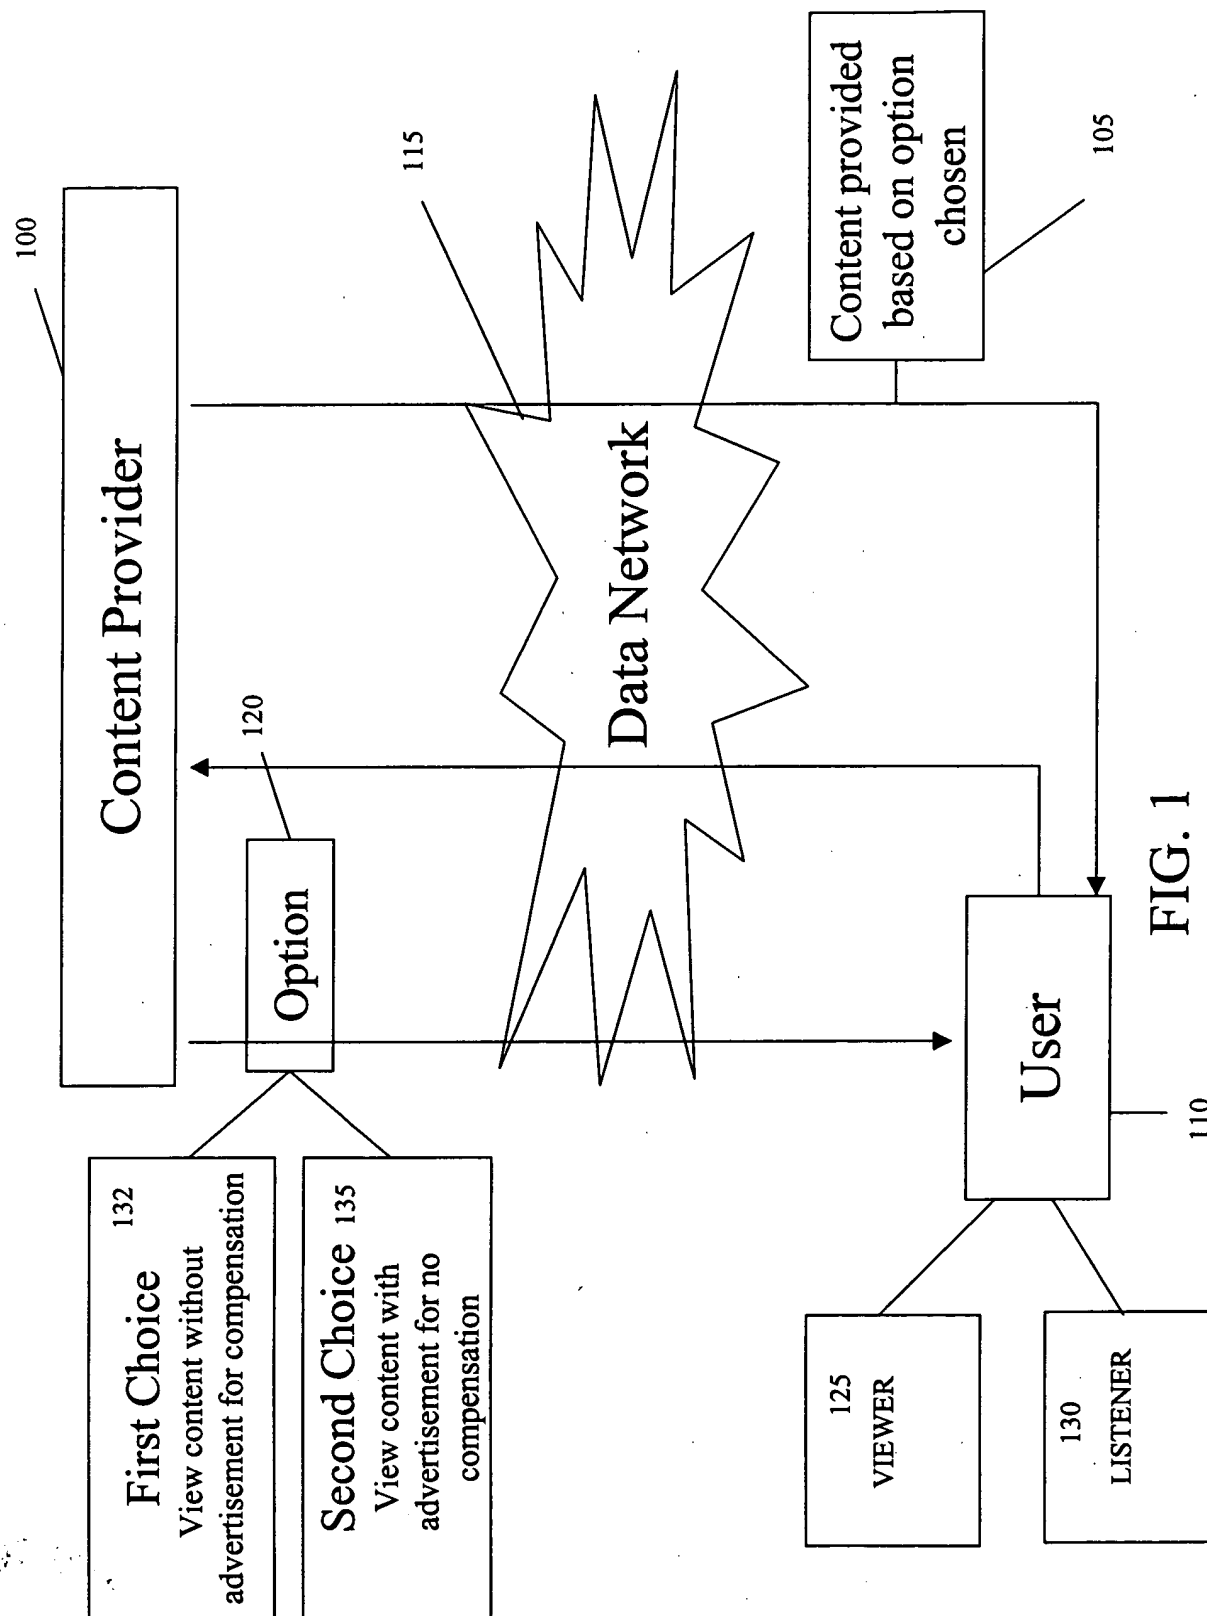 100
Content Provider
First Choice 132
View content without
advertisement for compensation
Second Choice 135
View content with
advertisement for no
compensation
Option
120
115
Data Network
Content provided
based on option
chosen
105
125
VIEWER
130
LISTENER
User
110
FIG. 1